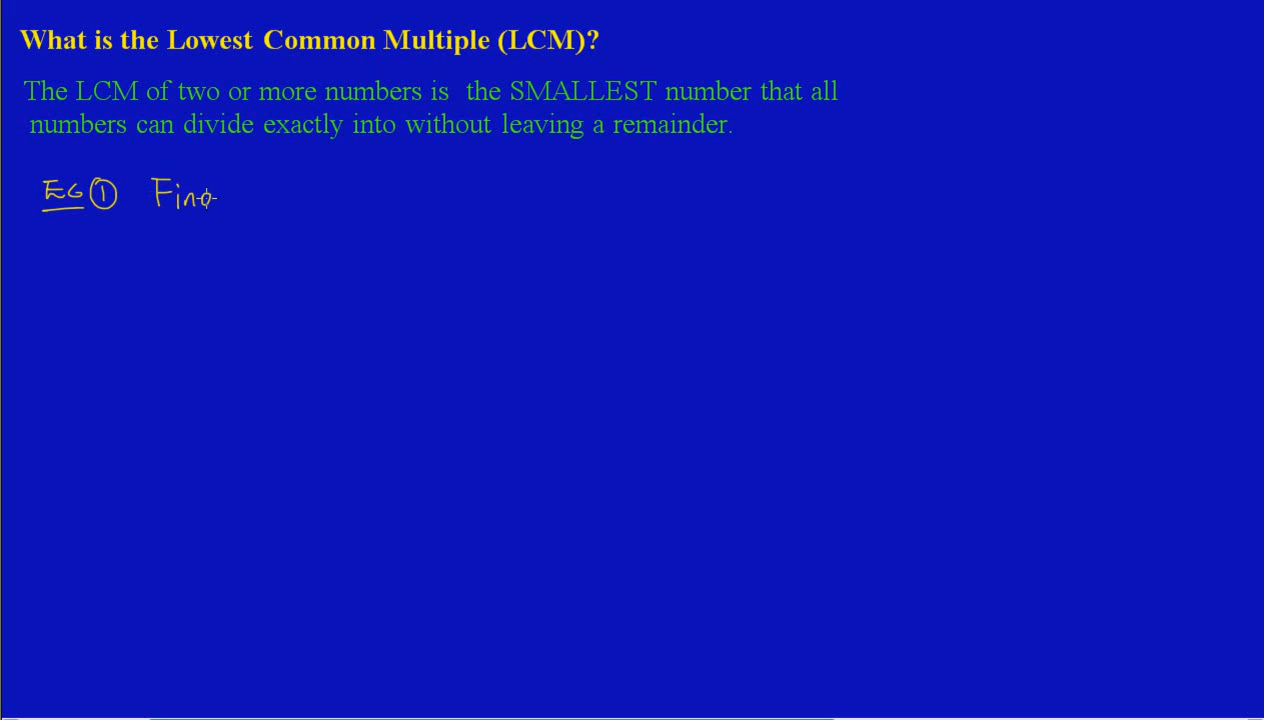 What is the Lowest Common Multiple (LCM)?
The LCM of two or more numbers is the SMALLEST number that all
numbers can divide exactly into without leaving a remainder.
EG ① Find